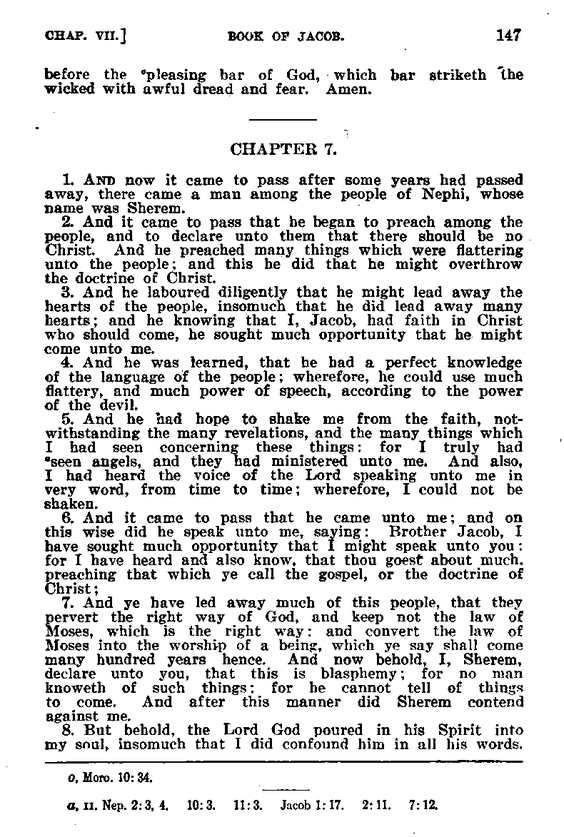 CHAP. VII.] BOOK OF JACOB. 147
before the ᵒpleasing bar of God, which bar striketh the
wicked with awful dread and fear. Amen.
CHAPTER 7.
1. AND now it came to pass after some years had passed
away, there came a man among the people of Nephi, whose
name was Sherem.
2. And it came to pass that he began to preach among the
people, and to declare unto them that there should be no
Christ. And he preached many things which were flattering
unto the people; and this he did that he might overthrow
the doctrine of Christ.
3. And he laboured diligently that he might lead away the
hearts of the people, insomuch that he did lead away many
hearts; and he knowing that I, Jacob, had faith in Christ
who should come, he sought much opportunity that he might
come unto me.
4. And he was learned, that he had a perfect knowledge
of the language of the people; wherefore, he could use much
flattery, and much power of speech, according to the power
of the devil.
5. And he had hope to shake me from the faith, not-
withstanding the many revelations, and the many things which
I had seen concerning these things: for I truly had
ᵃseen angels, and they had ministered unto me. And also,
I had heard the voice of the Lord speaking unto me in
very word, from time to time; wherefore, I could not be
shaken.
6. And it came to pass that he came unto me; and on
this wise did he speak unto me, saying: Brother Jacob, I
have sought much opportunity that I might speak unto you:
for I have heard and also know, that thou goest about much,
preaching that which ye call the gospel, or the doctrine of
Christ;
7. And ye have led away much of this people, that they
pervert the right way of God, and keep not the law of
Moses, which is the right way: and convert the law of
Moses into the worship of a being, which ye say shall come
many hundred years hence. And now behold, I, Sherem,
declare unto you, that this is blasphemy; for no man
knoweth of such things: for he cannot tell of things
to come. And after this manner did Sherem contend
against me.
8. But behold, the Lord God poured in his Spirit into
my soul, insomuch that I did confound him in all his words.
o, Moro. 10:34.
a, II. Nep. 2:3, 4. 10:3. 11:3. Jacob 1:17. 2:11. 7:12.